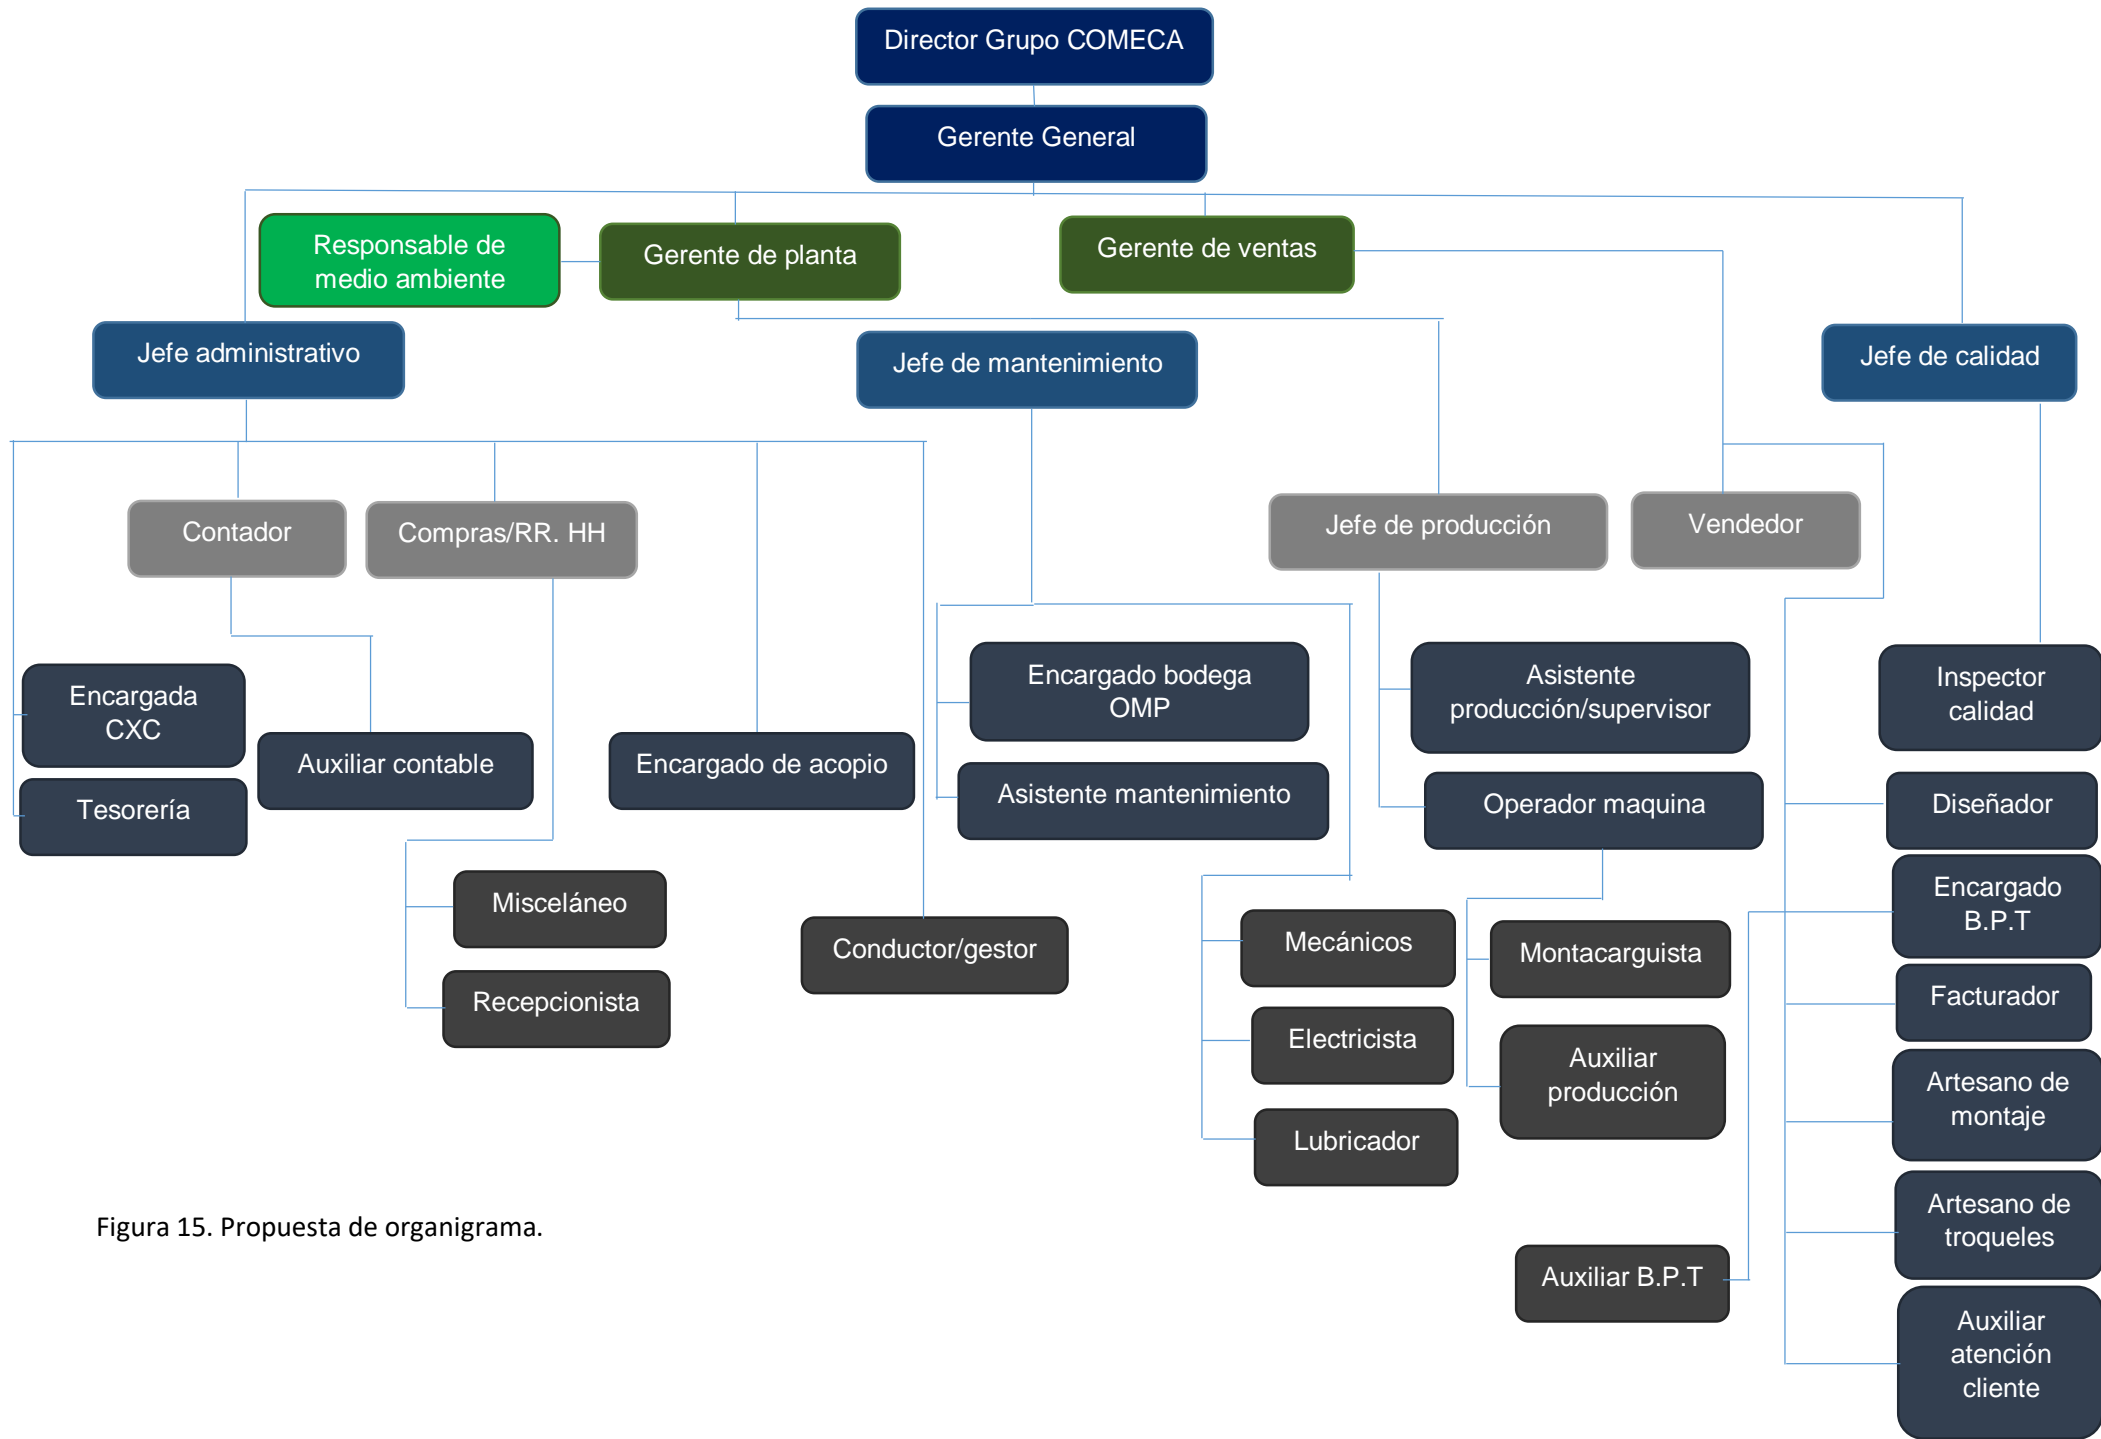 Director Grupo COMECA
Gerente General
Responsable de
medio ambiente
Gerente de planta
Gerente de ventas
Jefe administrativo
Jefe de mantenimiento
Jefe de calidad
Contador
Compras/RR. HH
Jefe de producción
Vendedor
Encargada
CXC
Auxiliar contable
Encargado de acopio
Encargado bodega
OMP
Asistente
producción/supervisor
Inspector
calidad
Tesorería
Asistente mantenimiento
Operador maquina
Diseñador
Misceláneo
Recepcionista
Conductor/gestor
Mecánicos
Montacarguista
Encargado
B.P.T
Electricista
Auxiliar
producción
Facturador
Lubricador
Artesano de
montaje
Artesano de
troqueles
Auxiliar B.P.T
Auxiliar
atención
cliente
Figura 15. Propuesta de organigrama.